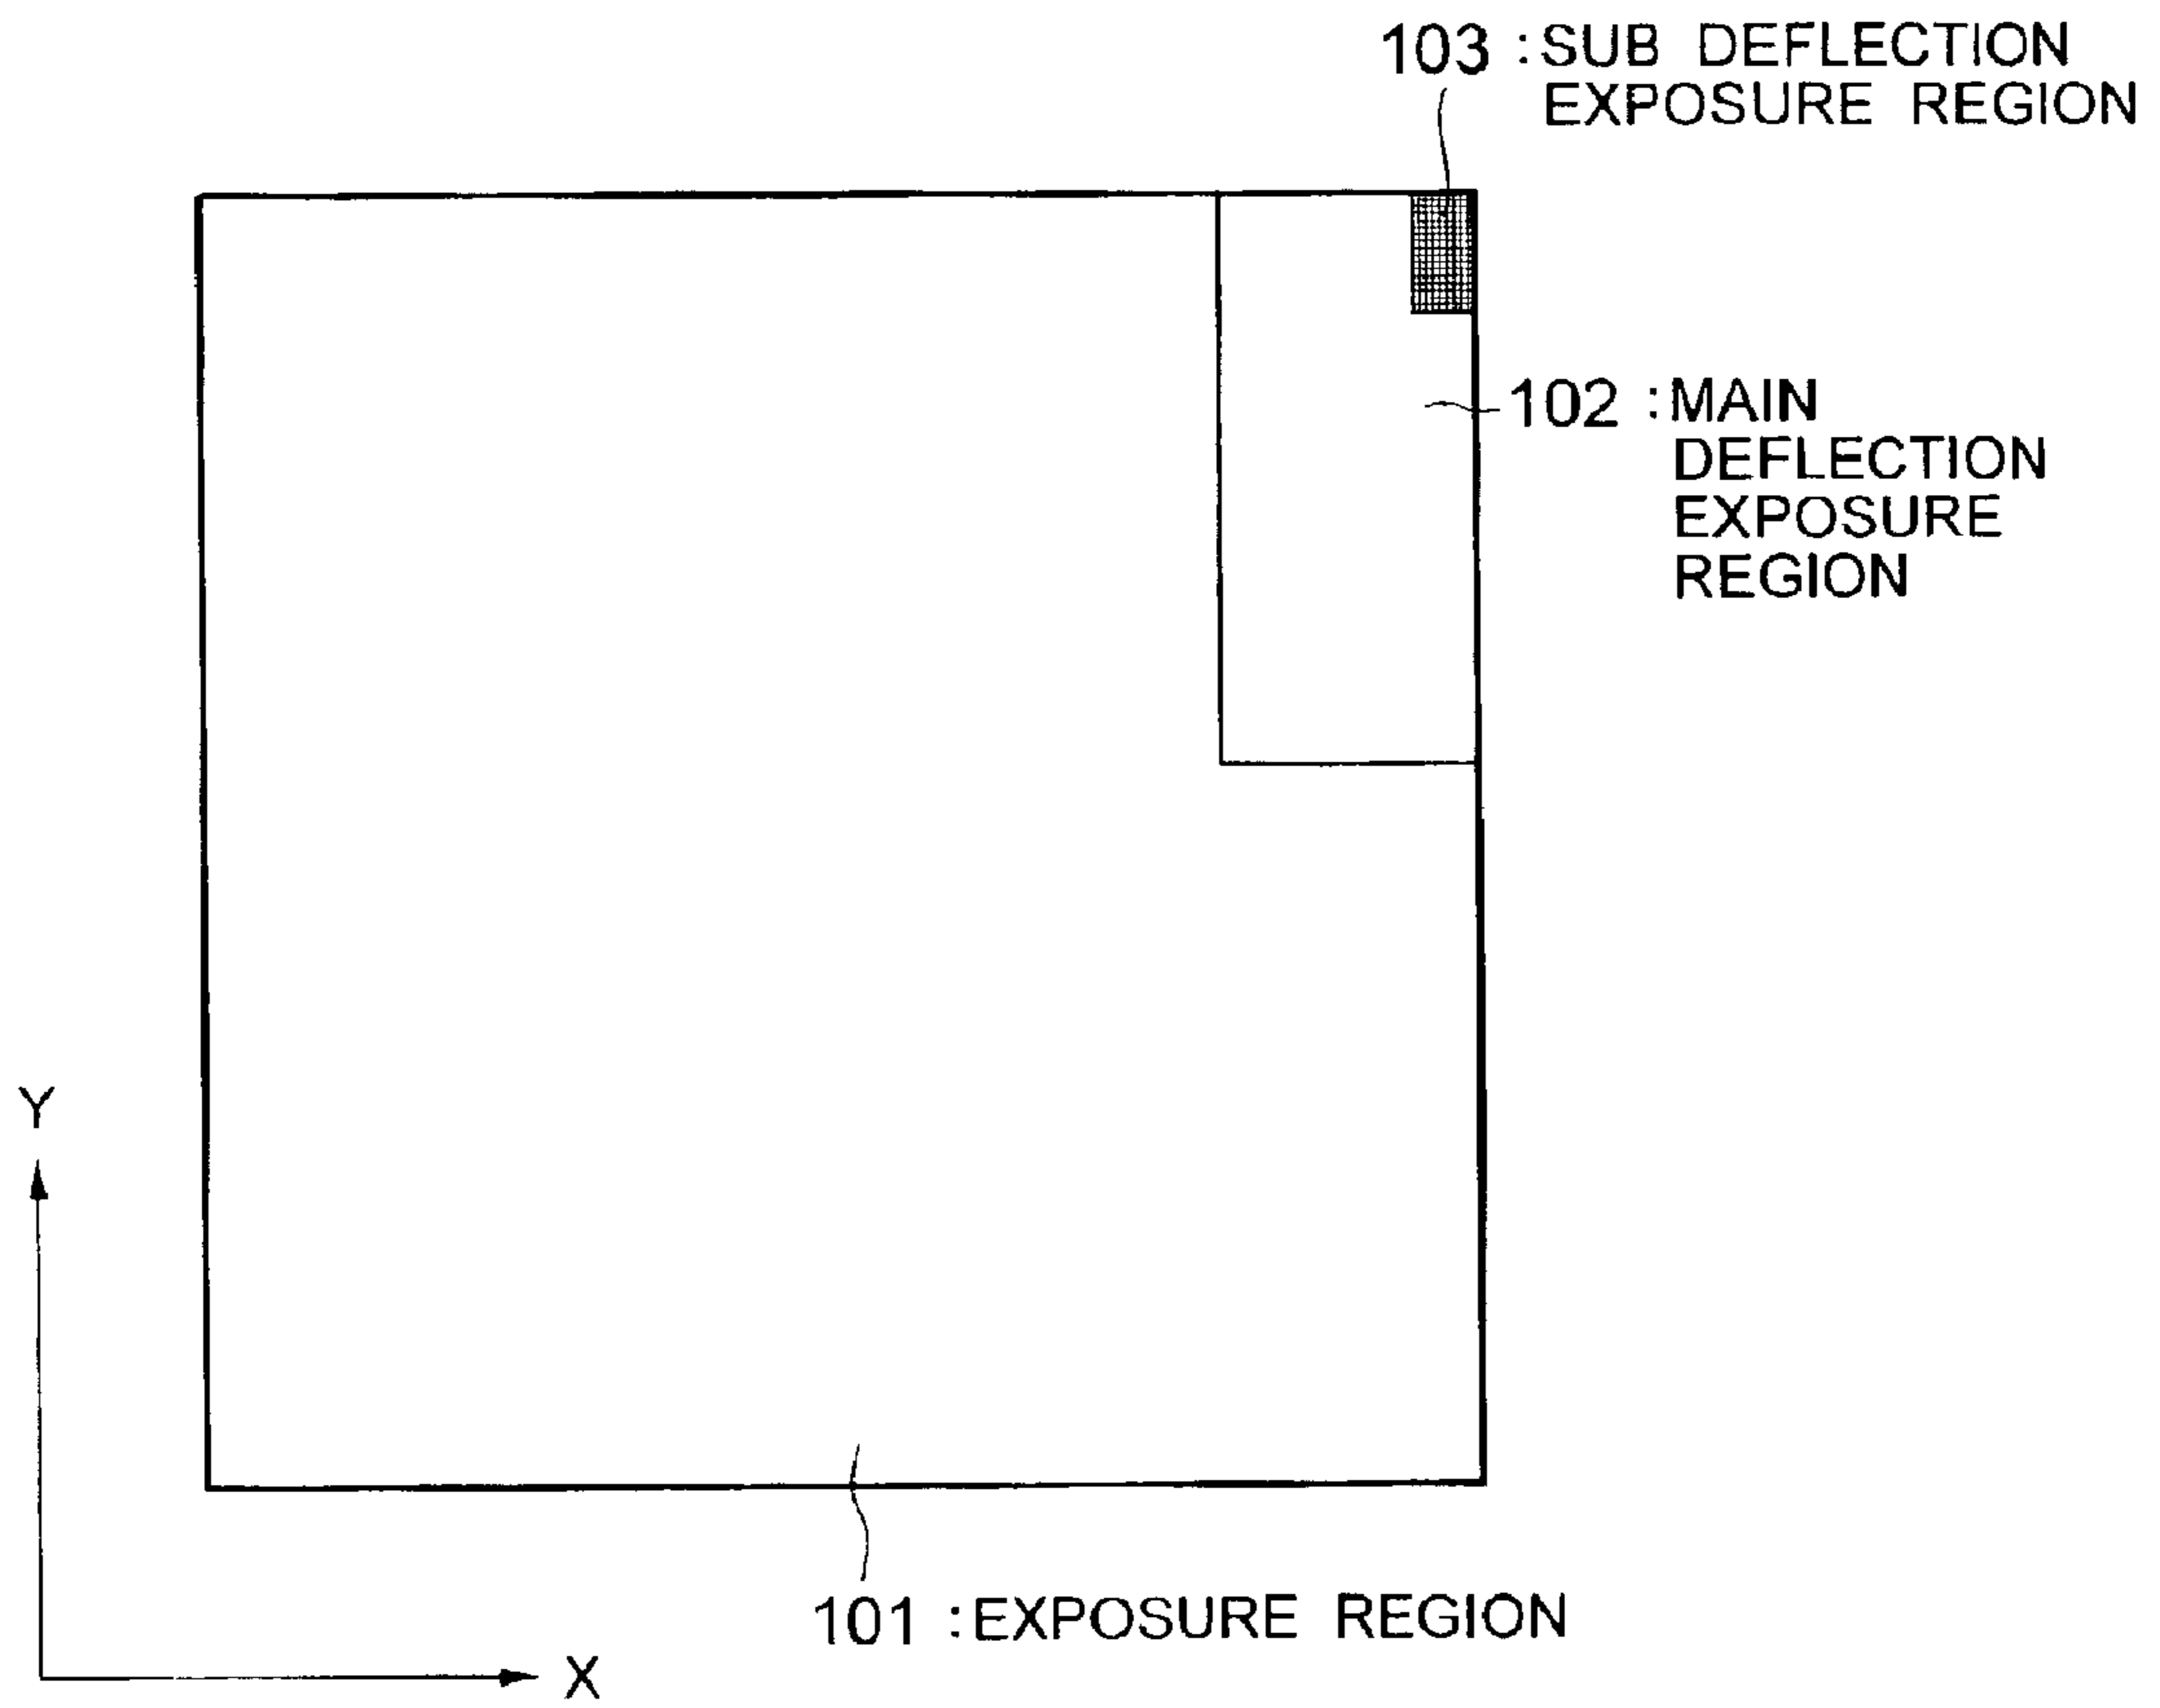 103 :SUB DEFLECTION
EXPOSURE REGION
102 :MAIN
DEFLECTION
EXPOSURE
REGION
Y
101 :EXPOSURE REGION
X